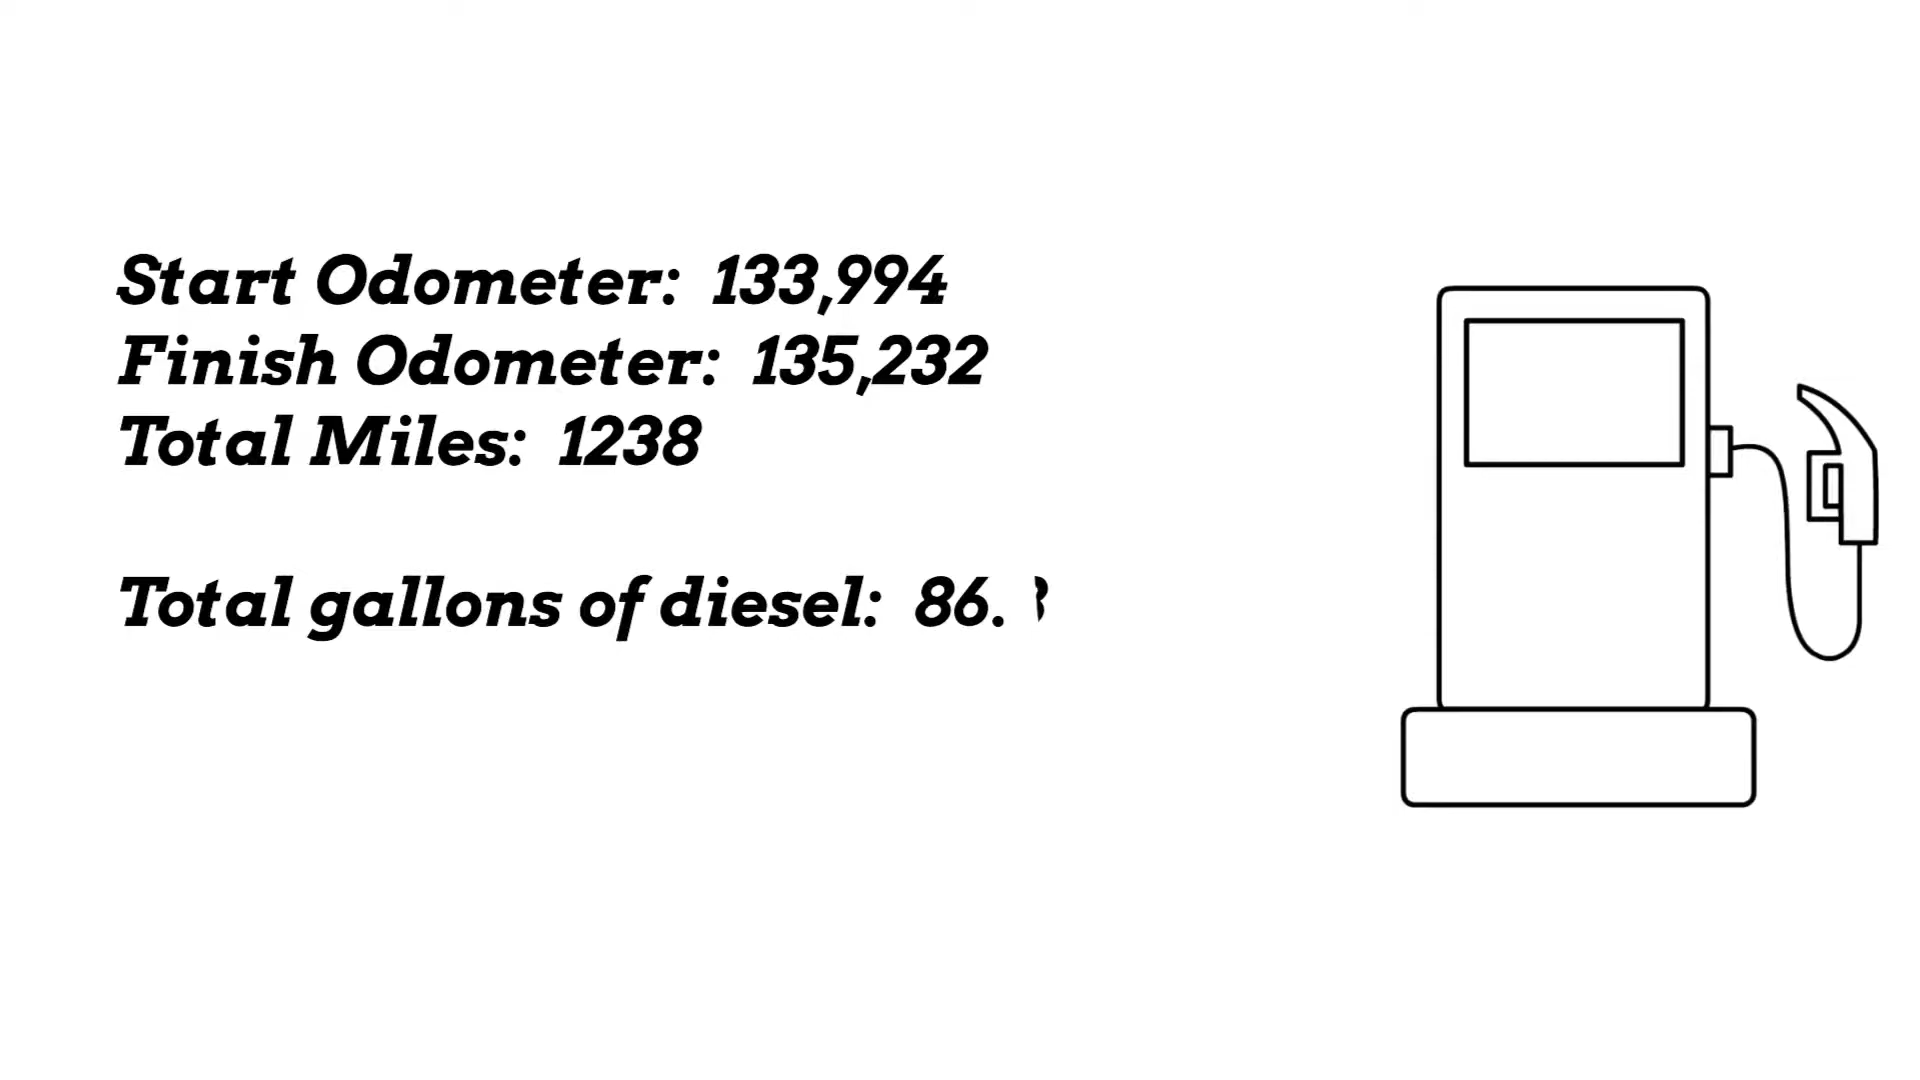 Start Odometer: 133,994
Finish Odometer: 135,232
Total Miles: 1238
Total gallons of diesel: 86.